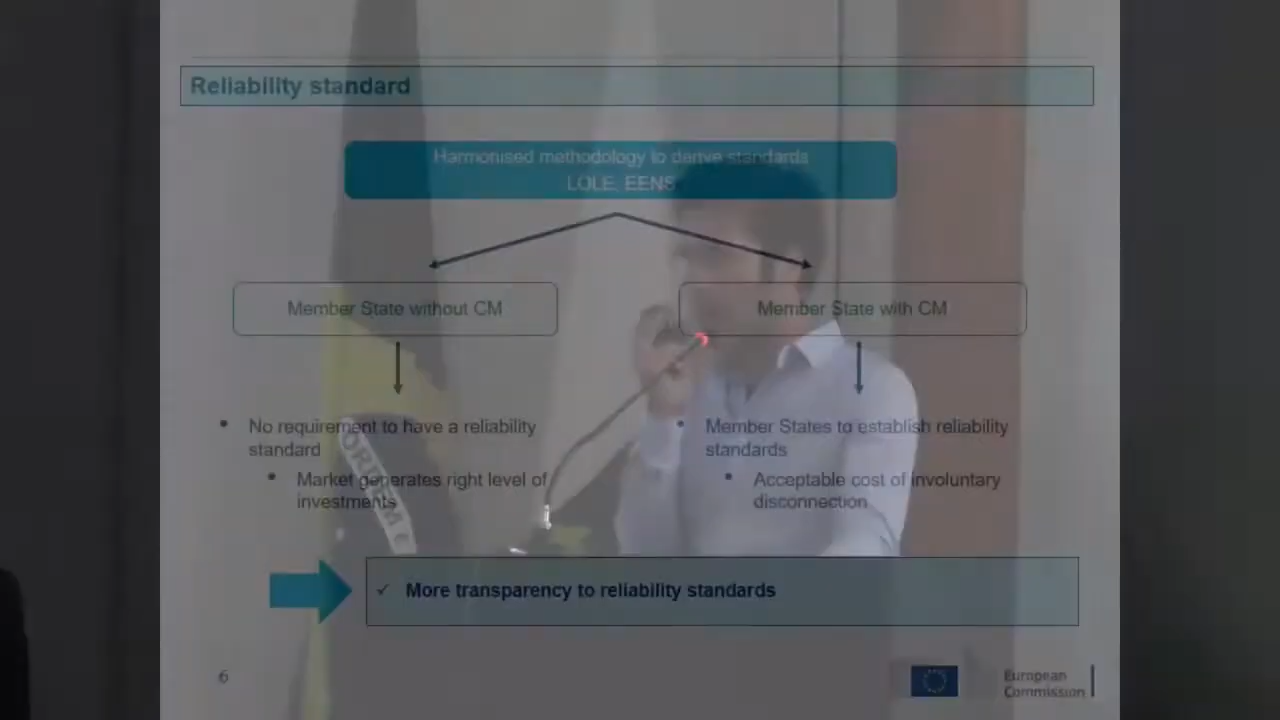 Reliability standard
Harmonised methodology to derive standards
LOLE, EENS
Member State without CM
Member State with CM
• No requirement to have a reliability
standard
• Market generates right level of
investments
• Member States to establish reliability
standards
• Acceptable cost of involuntary
disconnection
✓ More transparency to reliability standards
6
European
Commission